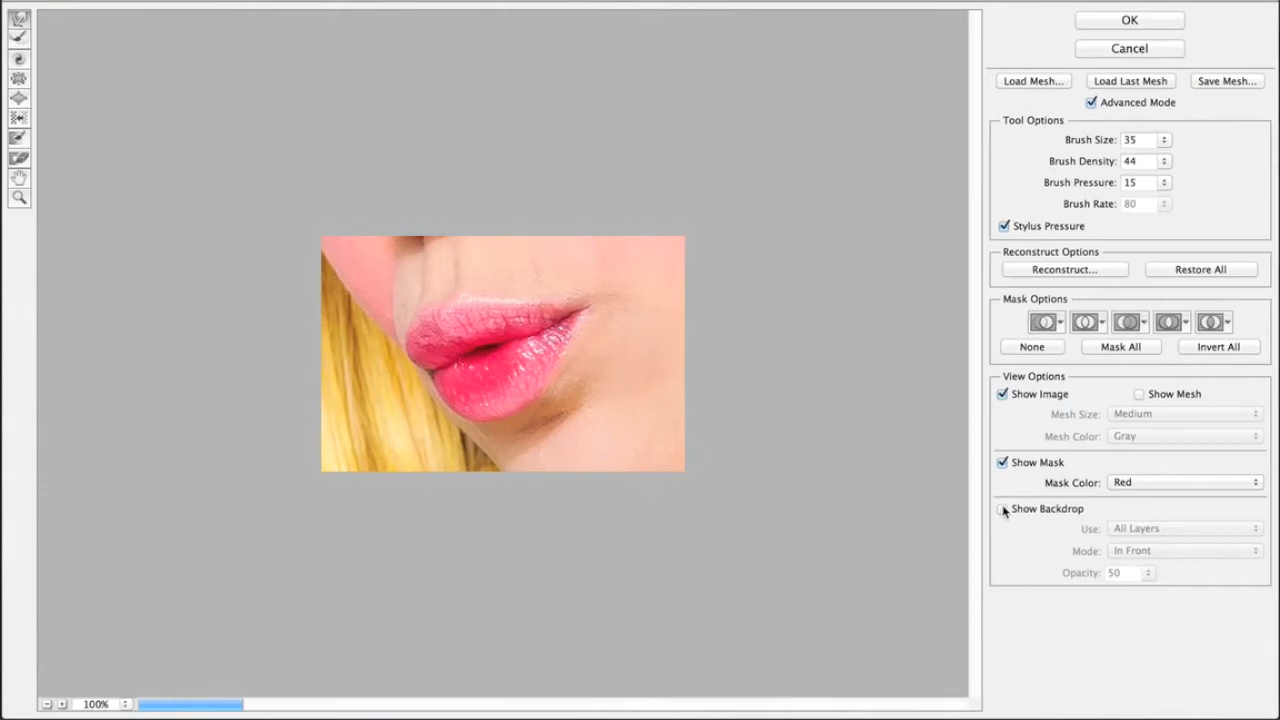 OK
Cancel
Load Mesh... Load Last Mesh Save Mesh...
Advanced Mode
Tool Options
Brush Size: 35
Brush Density: 44
Brush Pressure: 15
Brush Rate: 80
Stylus Pressure
Reconstruct Options
Reconstruct... Restore All
Mask Options
None Mask All Invert All
View Options
Show Image Show Mesh
Mesh Size: Medium
Mesh Color: Gray
Show Mask
Mask Color: Red
Show Backdrop
Use: All Layers
Mode: In Front
Opacity: 50
100%